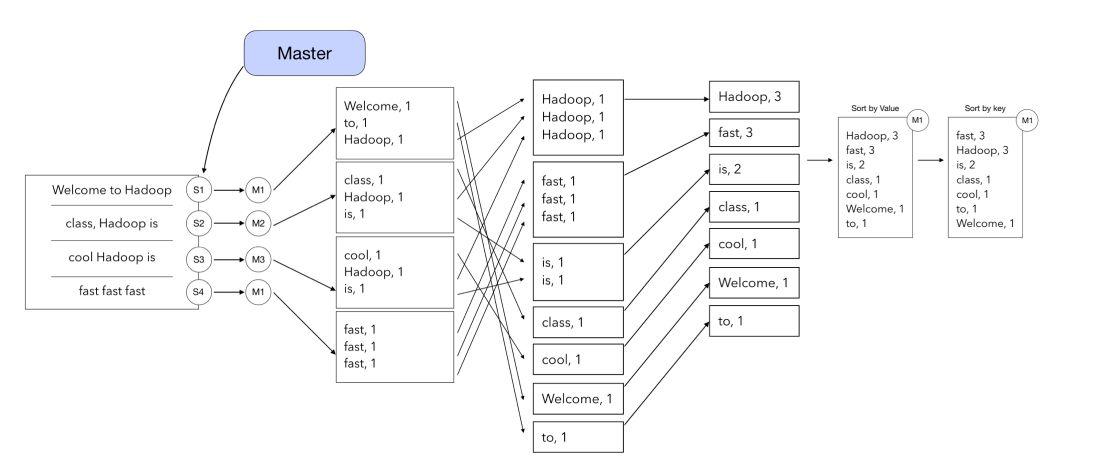 Master
Welcome to Hadoop
class, Hadoop is
cool Hadoop is
fast fast fast
S1
S2
S3
S4
M1
M2
M3
M1
Welcome, 1
to, 1
Hadoop, 1
class, 1
Hadoop, 1
is, 1
cool, 1
Hadoop, 1
is, 1
fast, 1
fast, 1
fast, 1
Hadoop, 1
Hadoop, 1
Hadoop, 1
fast, 1
fast, 1
fast, 1
is, 1
is, 1
class, 1
cool, 1
Welcome, 1
to, 1
Hadoop, 3
fast, 3
is, 2
class, 1
cool, 1
Welcome, 1
to, 1
Sort by Value
M1
Hadoop, 3
fast, 3
is, 2
class, 1
cool, 1
Welcome, 1
to, 1
Sort by key
M1
fast, 3
Hadoop, 3
is, 2
class, 1
cool, 1
to, 1
Welcome, 1